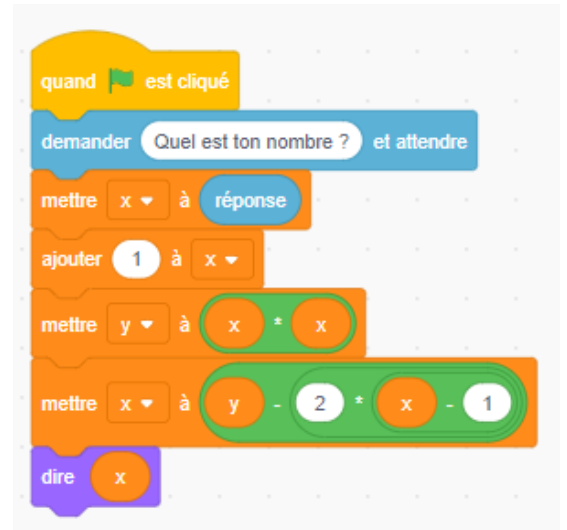 quand est cliqué
demander Quel est ton nombre ? et attendre
mettre x à réponse
ajouter 1 à x
mettre y à x * x
mettre x à y - 2 * x - 1
dire x